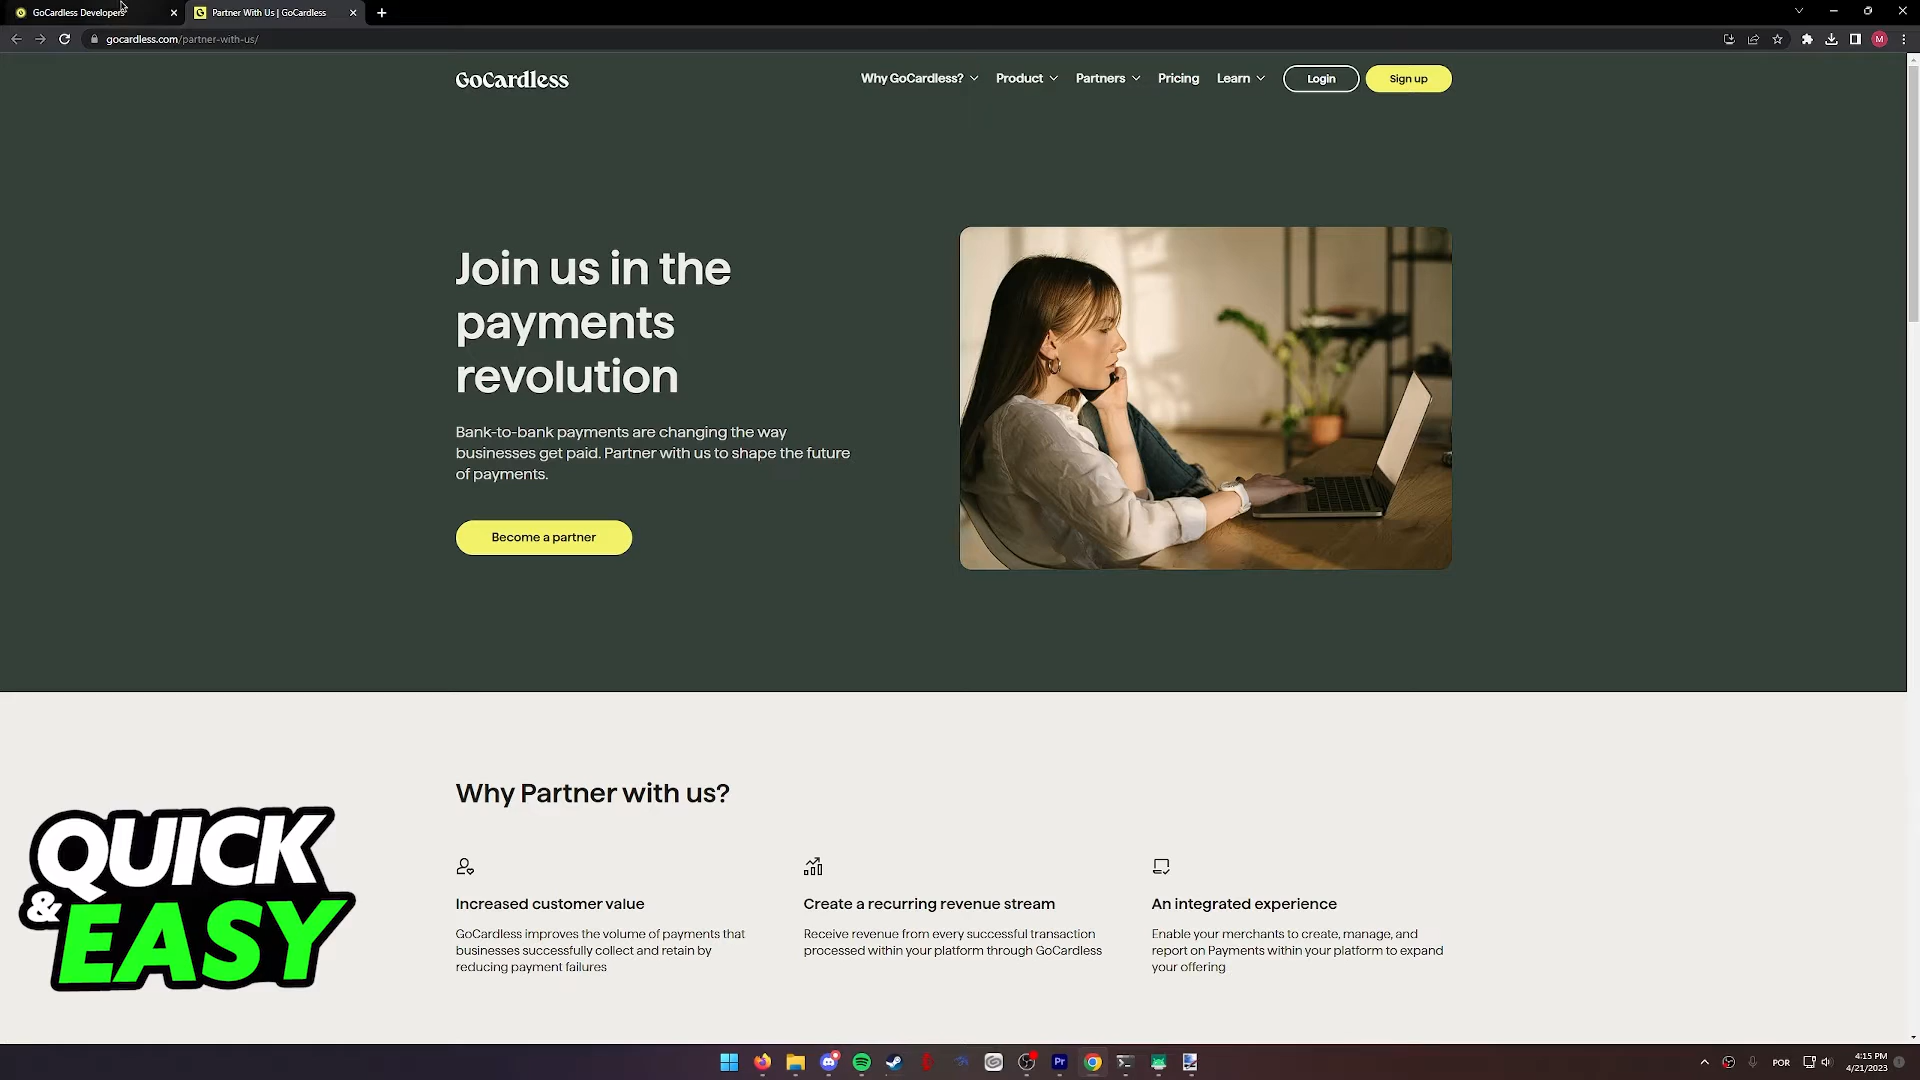 GoCardless Developers
Partner With Us | GoCardless
gocardless.com/partner-with-us/
M
GoCardless
Why GoCardless?
Product
Partners
Pricing
Learn
Login
Sign up
Join us in the
payments
revolution
Bank-to-bank payments are changing the way
businesses get paid. Partner with us to shape the future
of payments.
Become a partner
Why Partner with us?
Increased customer value
GoCardless improves the volume of payments that
businesses successfully collect and retain by
reducing payment failures
Create a recurring revenue stream
Receive revenue from every successful transaction
processed within your platform through GoCardless
An integrated experience
Enable your merchants to create, manage, and
report on Payments within your platform to expand
your offering
QUICK
& EASY
Pr
POR
4:15 PM
4/21/2023